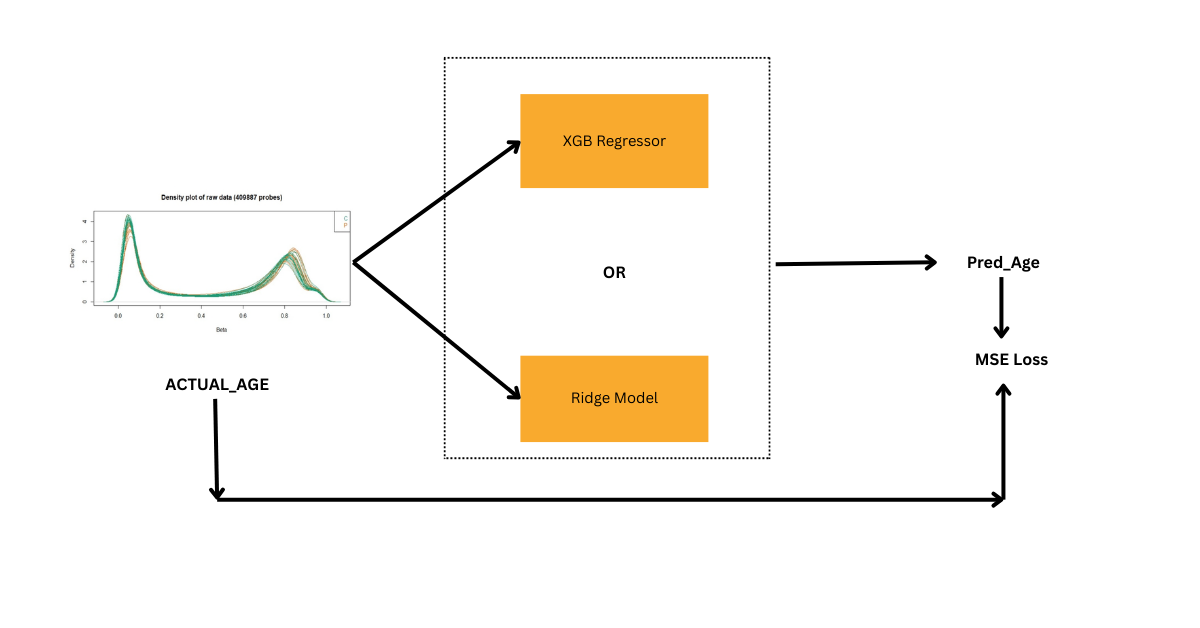 XGB Regressor
Density plot of raw data (409887 probes)
C
P
Density
4
3
2
1
0
0.0 0.2 0.4 0.6 0.8 1.0
Beta
OR
Pred_Age
MSE Loss
ACTUAL_AGE
Ridge Model